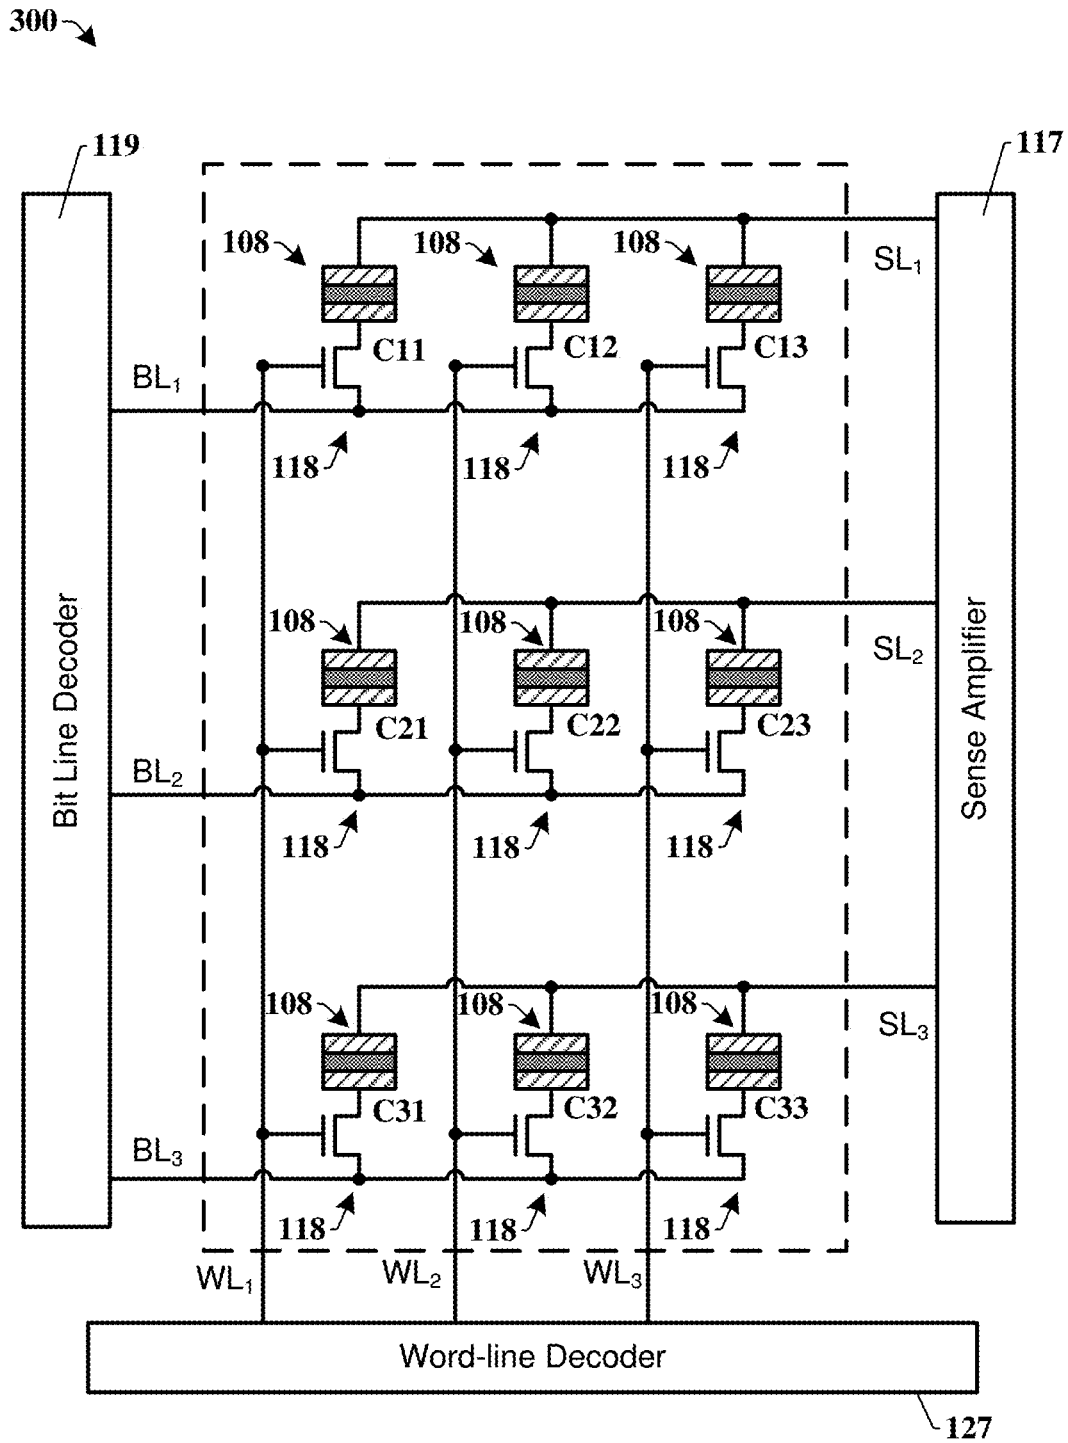 300
119
117
108 108 108
SL₁
C11 C12 C13
BL₁
118 118 118
108 108 108
SL₂
C21 C22 C23
BL₂
118 118 118
Bit Line Decoder
Sense Amplifier
108 108 108
SL₃
C31 C32 C33
BL₃
118 118 118
WL₁ WL₂ WL₃
Word-line Decoder
127